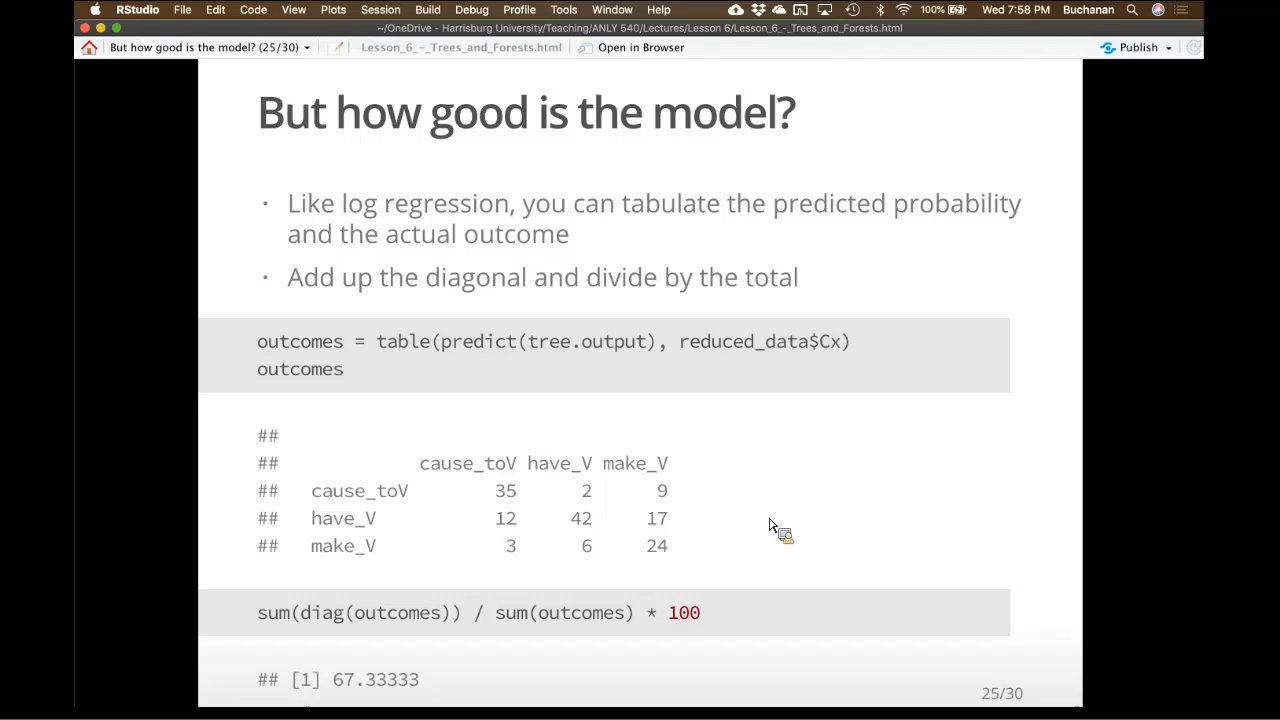 RStudio File Edit Code View Plots Session Build Debug Profile Tools Window Help 100% Wed 7:58 PM Buchanan
~/OneDrive - Harrisburg University/Teaching/ANLY 540/Lectures/Lesson 6/Lesson_6_-_Trees_and_Forests.html
But how good is the model? (25/30) Lesson_6_-_Trees_and_Forests.html Open in Browser Publish
But how good is the model?
· Like log regression, you can tabulate the predicted probability
and the actual outcome
· Add up the diagonal and divide by the total
outcomes = table(predict(tree.output), reduced_data$Cx)
outcomes
##
## cause_toV have_V make_V
## cause_toV 35 2 9
## have_V 12 42 17
## make_V 3 6 24
sum(diag(outcomes)) / sum(outcomes) * 100
## [1] 67.33333
25/30